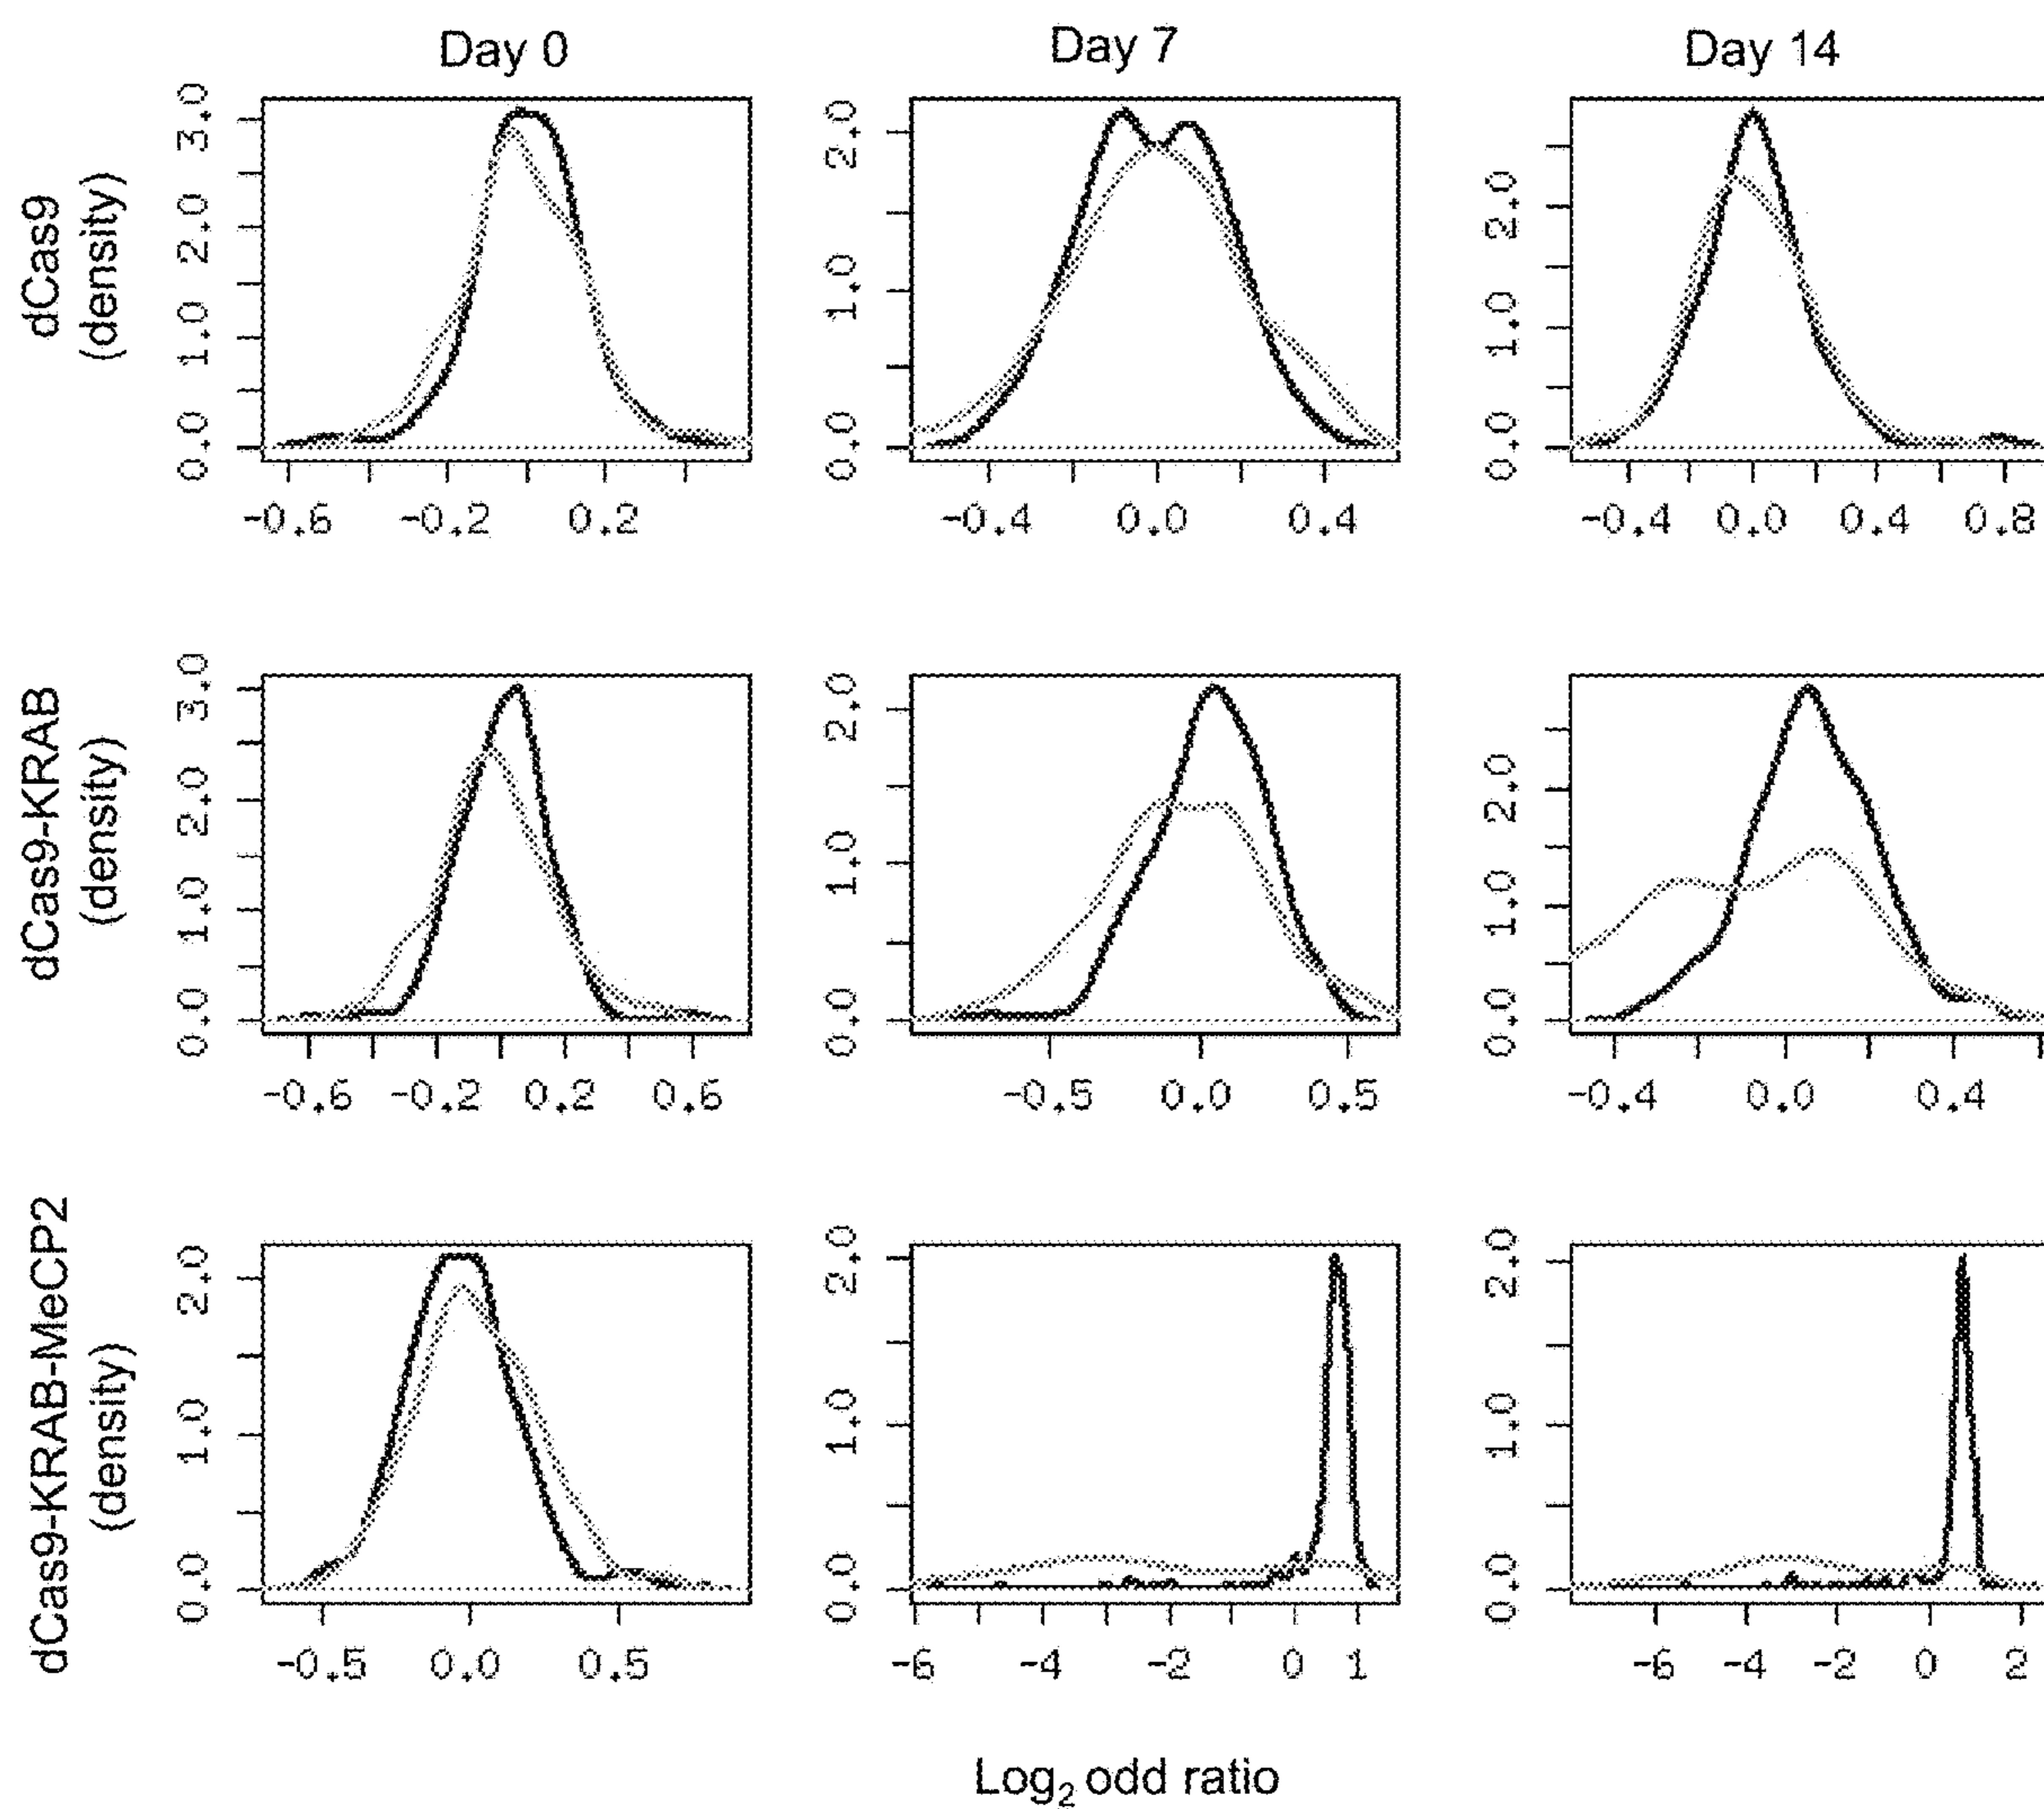 Day 0 Day 7 Day 14
dCas9
(density)
0.0 1.0 2.0 3.0
-0.6 -0.2 0.2
0.0 1.0 2.0
-0.4 0.0 0.4
0.0 1.0 2.0
-0.4 0.0 0.4 0.8
dCas9-KRAB
(density)
0.0 1.0 2.0 3.0
-0.6 -0.2 0.2 0.6
0.0 1.0 2.0
-0.5 0.0 0.5
0.0 1.0 2.0
-0.4 0.0 0.4
dCas9-KRAB-MeCP2
(density)
0.0 1.0 2.0
-0.5 0.0 0.5
0.0 1.0 2.0
-6 -4 -2 0 1
0.0 1.0 2.0
-6 -4 -2 0 2
Log₂ odd ratio